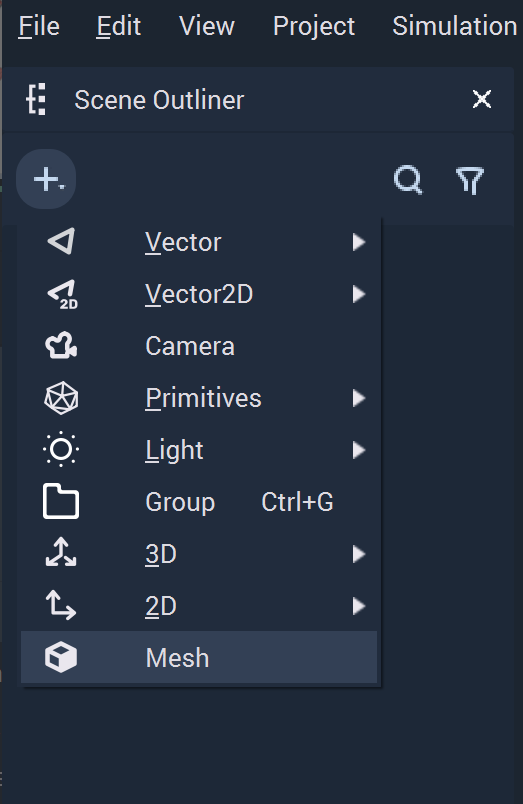 File Edit View Project Simulation
Scene Outliner
Vector
Vector2D
2D
Camera
Primitives
Light
Group Ctrl+G
3D
2D
Mesh